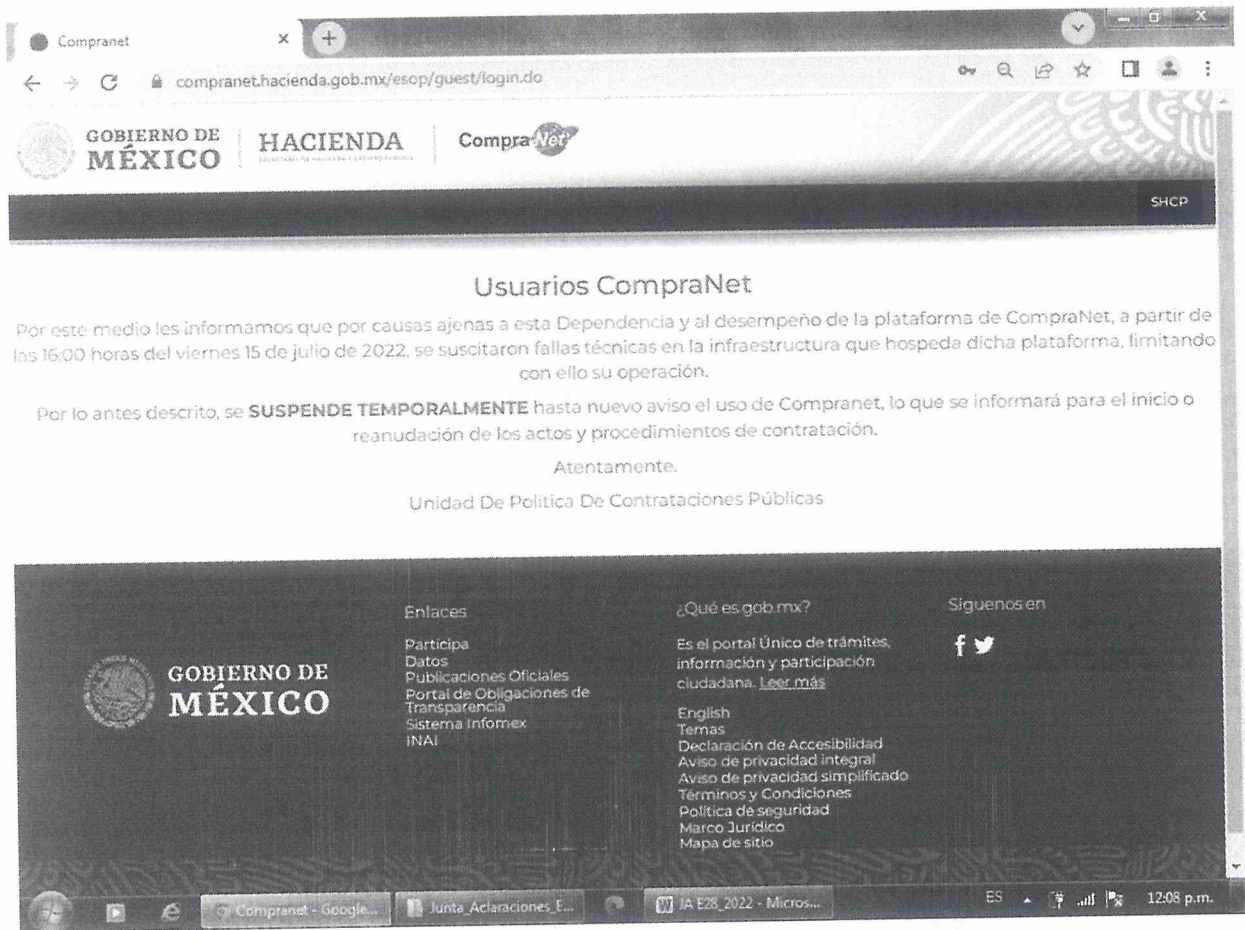 Compranet
compranet.hacienda.gob.mx/esop/guest/login.do
GOBIERNO DE
MÉXICO
HACIENDA
CompraNet
SHCP
Usuarios CompraNet
Por este medio les informamos que por causas ajenas a esta Dependencia y al desempeño de la plataforma de CompraNet, a partir de
las 16:00 horas del viernes 15 de julio de 2022, se suscitaron fallas técnicas en la infraestructura que hospeda dicha plataforma, limitando
con ello su operación.
Por lo antes descrito, se SUSPENDE TEMPORALMENTE hasta nuevo aviso el uso de Compranet, lo que se informará para el inicio o
reanudación de los actos y procedimientos de contratación.
Atentamente.
Unidad De Politica De Contrataciones Públicas
GOBIERNO DE
MÉXICO
Enlaces
Participa
Datos
Publicaciones Oficiales
Portal de Obligaciones de
Transparencia
Sistema Infomex
INAI
¿Qué es gob.mx?
Es el portal Único de trámites,
información y participación
ciudadana. Leer más
English
Temas
Declaración de Accesibilidad
Aviso de privacidad integral
Aviso de privacidad simplificado
Términos y Condiciones
Política de seguridad
Marco Jurídico
Mapa de sitio
Síguenos en
Compranet - Google...
Junta_Aclaraciones_E...
JA E28_2022 - Micros...
ES
12:08 p.m.